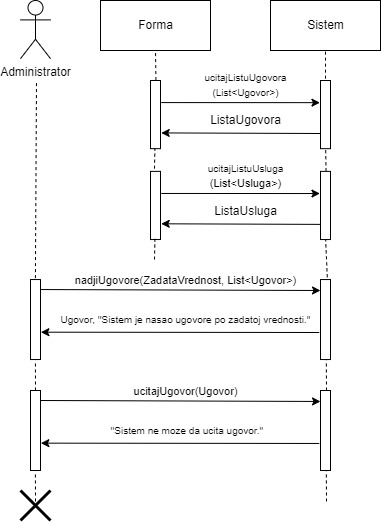 Forma
Sistem
Administrator
ucitajListuUgovora
(List<Ugovor>)
ListaUgovora
ucitajListuUsluga
(List<Usluga>)
ListaUsluga
nadjiUgovore(ZadataVrednost, List<Ugovor>)
Ugovor, "Sistem je nasao ugovore po zadatoj vrednosti."
ucitajUgovor(Ugovor)
"Sistem ne moze da ucita ugovor."